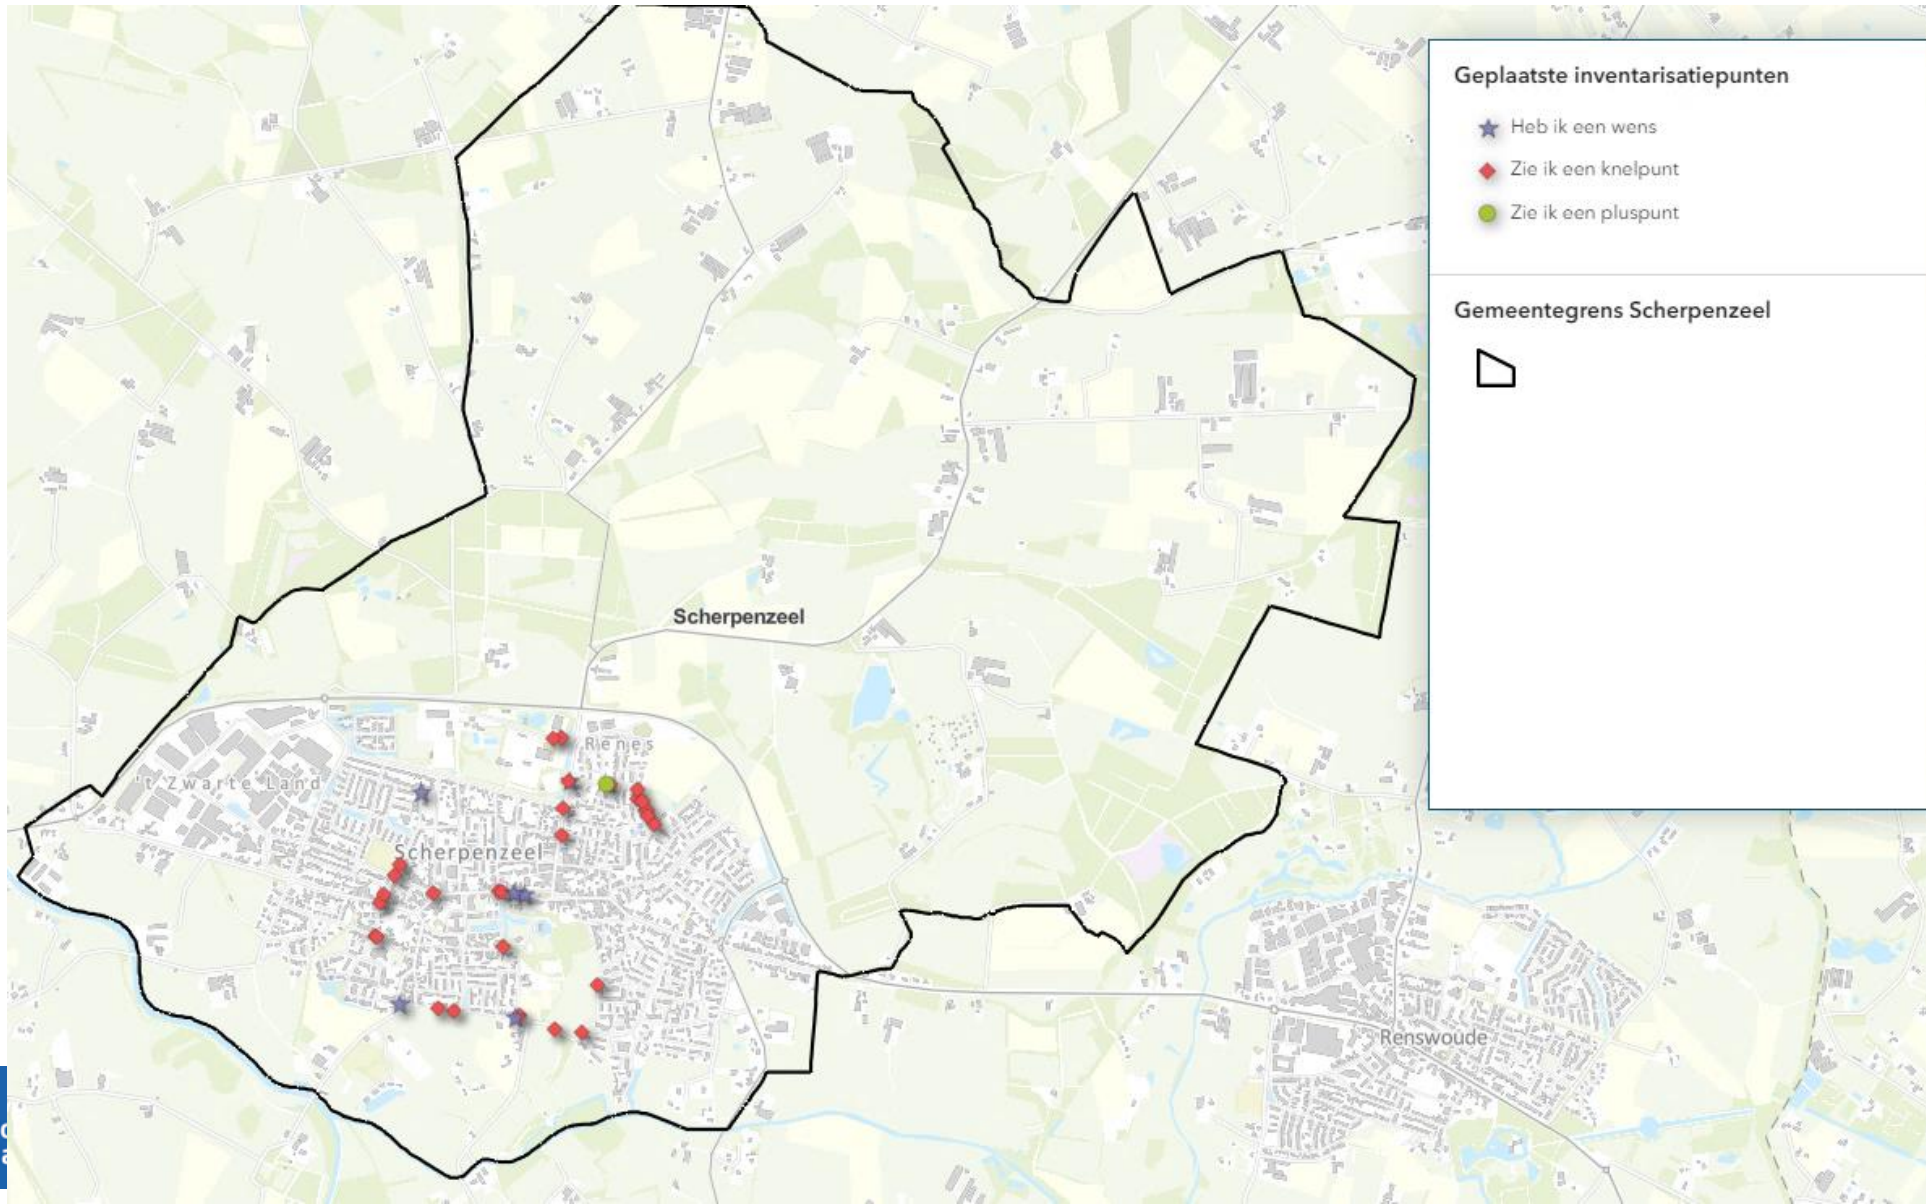 Geplaatste inventarisatiepunten
Heb ik een wens
Zie ik een knelpunt
Zie ik een pluspunt
Gemeentegrens Scherpenzeel
Scherpenzeel
Renes
't Zwarte Land
Scherpenzeel
Renswoude